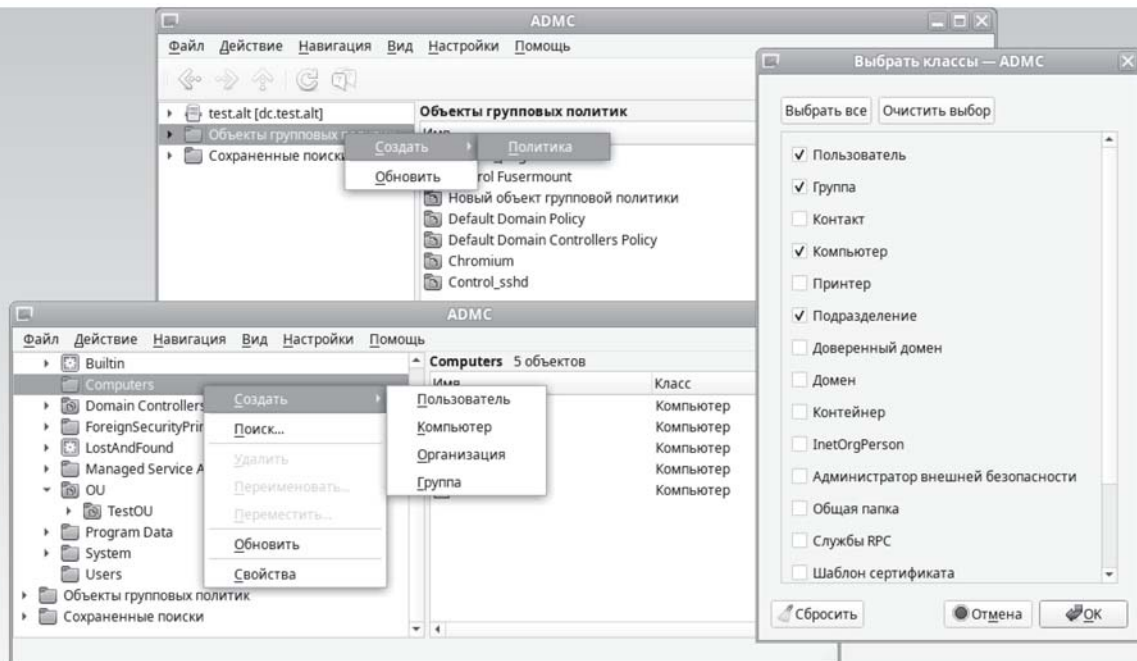 ADMC
Файл Действие Навигация Вид Настройки Помощь
test.alt [dc.test.alt]
Объекты групповых
Сохраненные поиски
Объекты групповых политик
Имя
Создать
Обновить
Политика
Fusermount
Новый объект групповой политики
Default Domain Policy
Default Domain Controllers Policy
Chromium
Control_sshd
Выбрать классы — ADMC
Выбрать все Очистить выбор
Пользователь
Группа
Контакт
Компьютер
Принтер
Подразделение
Доверенный домен
Домен
Контейнер
InetOrgPerson
Администратор внешней безопасности
Общая папка
Службы RPC
Шаблон сертификата
Сбросить Отмена OK
ADMC
Файл Действие Навигация Вид Настройки Помощь
Builtin
Computers
Domain Controllers
LostAndFound
Managed Service A
OU
TestOU
Program Data
System
Users
Объекты групповых политик
Сохраненные поиски
Создать
Поиск...
Удалить
Переименовать...
Переместить...
Обновить
Свойства
Пользователь
Компьютер
Организация
Группа
Computers 5 объектов
Имя Класс
Компьютер
Компьютер
Компьютер
Компьютер
Компьютер